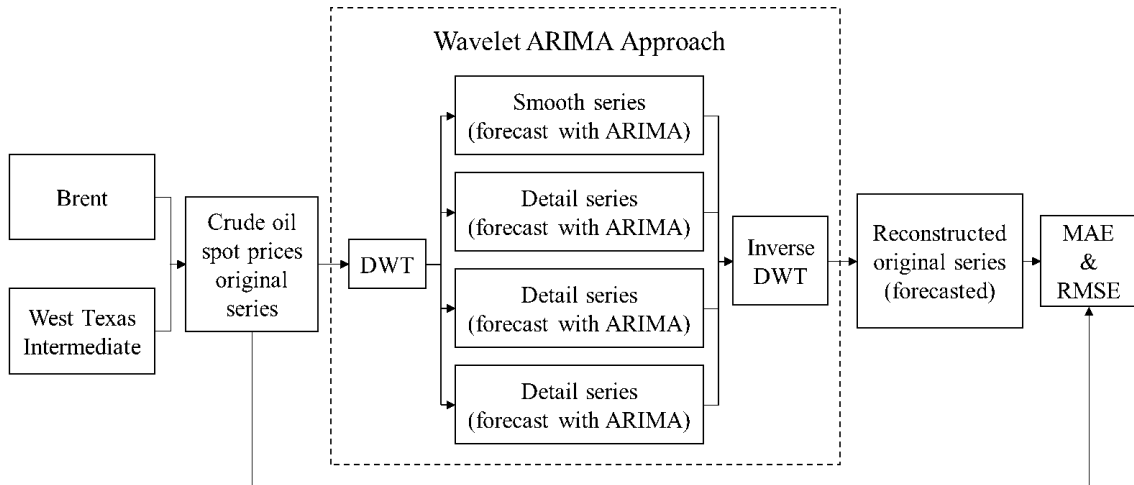 Wavelet ARIMA Approach
Brent
West Texas
Intermediate
Crude oil
spot prices
original
series
DWT
Smooth series
(forecast with ARIMA)
Detail series
(forecast with ARIMA)
Detail series
(forecast with ARIMA)
Detail series
(forecast with ARIMA)
Inverse
DWT
Reconstructed
original series
(forecasted)
MAE
&
RMSE